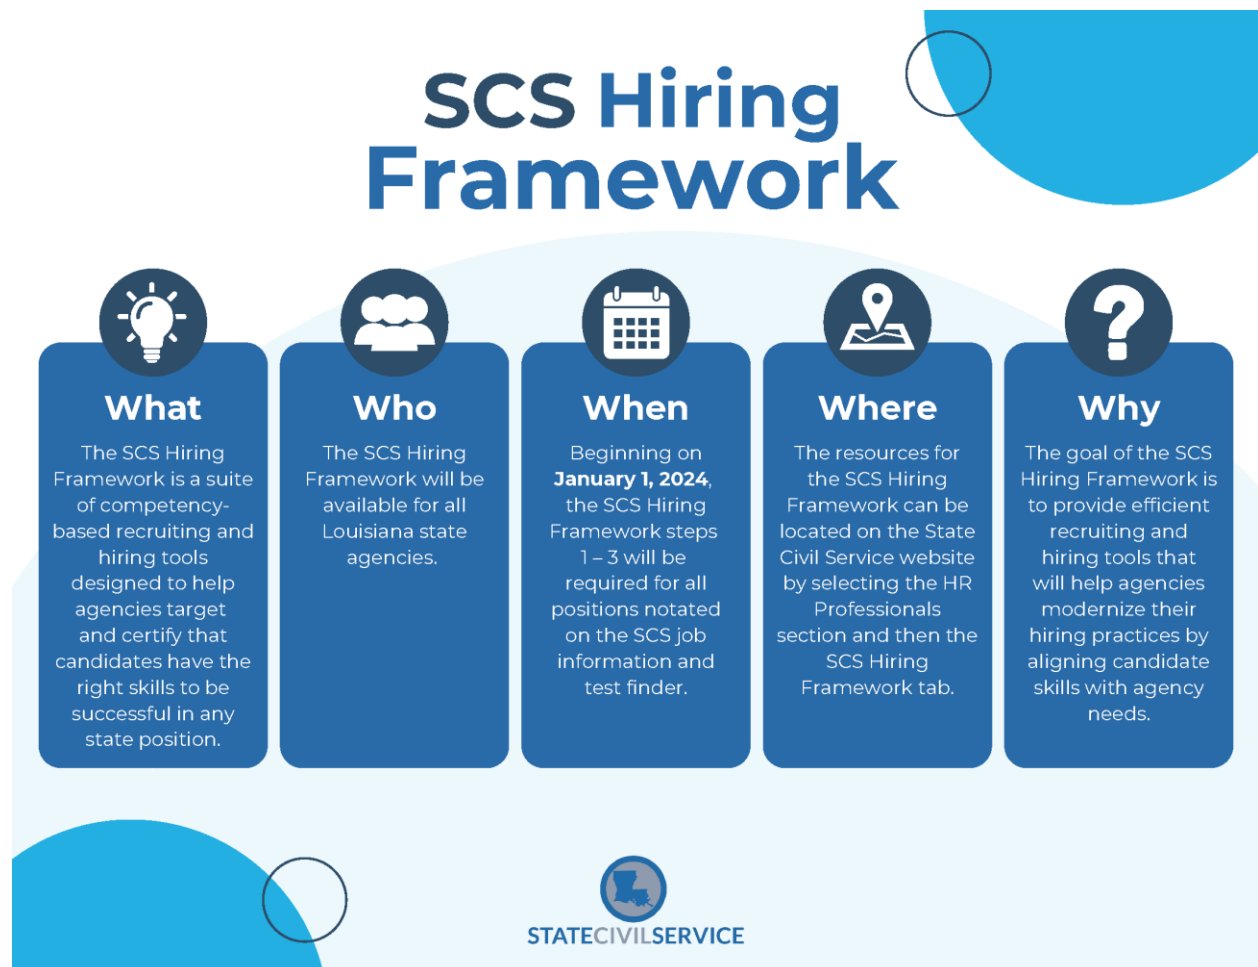 SCS Hiring
Framework
What
The SCS Hiring
Framework is a suite
of competency-
based recruiting and
hiring tools
designed to help
agencies target
and certify that
candidates have the
right skills to be
successful in any
state position.
Who
The SCS Hiring
Framework will be
available for all
Louisiana state
agencies.
When
Beginning on
January 1, 2024,
the SCS Hiring
Framework steps
1 – 3 will be
required for all
positions notated
on the SCS job
information and
test finder.
Where
The resources for
the SCS Hiring
Framework can be
located on the State
Civil Service website
by selecting the HR
Professionals
section and then the
SCS Hiring
Framework tab.
Why
The goal of the SCS
Hiring Framework is
to provide efficient
recruiting and
hiring tools that
will help agencies
modernize their
hiring practices by
aligning candidate
skills with agency
needs.
STATECIVILSERVICE